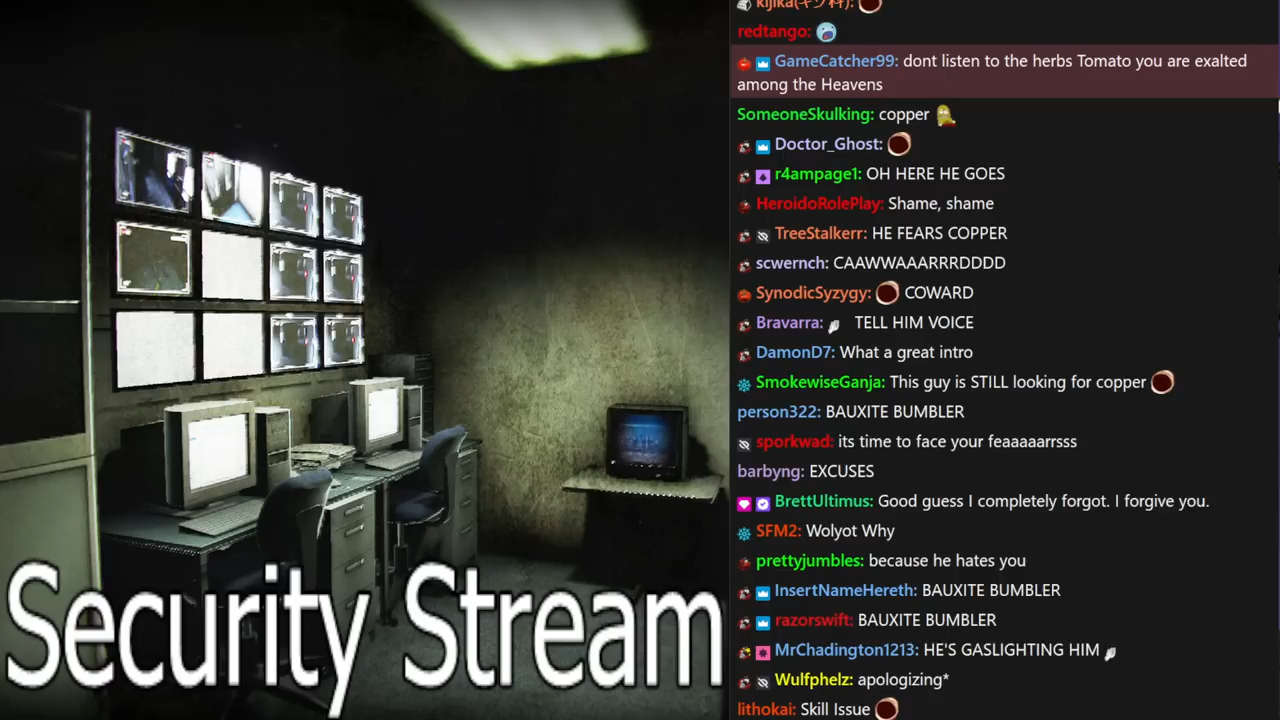 kijika(キジ科):
redtango:
GameCatcher99: dont listen to the herbs Tomato you are exalted
among the Heavens
SomeoneSkulking: copper
Doctor_Ghost:
r4ampage1: OH HERE HE GOES
HeroidoRolePlay: Shame, shame
TreeStalkerr: HE FEARS COPPER
scwernch: CAAWWAAARRRDDDD
SynodicSyzygy: COWARD
Bravarra: TELL HIM VOICE
DamonD7: What a great intro
SmokewiseGanja: This guy is STILL looking for copper
person322: BAUXITE BUMBLER
sporkwad: its time to face your feaaaaarrsss
barbyng: EXCUSES
BrettUltimus: Good guess I completely forgot. I forgive you.
SFM2: Wolyot Why
prettyjumbles: because he hates you
InsertNameHereth: BAUXITE BUMBLER
razorswift: BAUXITE BUMBLER
MrChadington1213: HE'S GASLIGHTING HIM
Wulfphelz: apologizing*
lithokai: Skill Issue
Security Stream